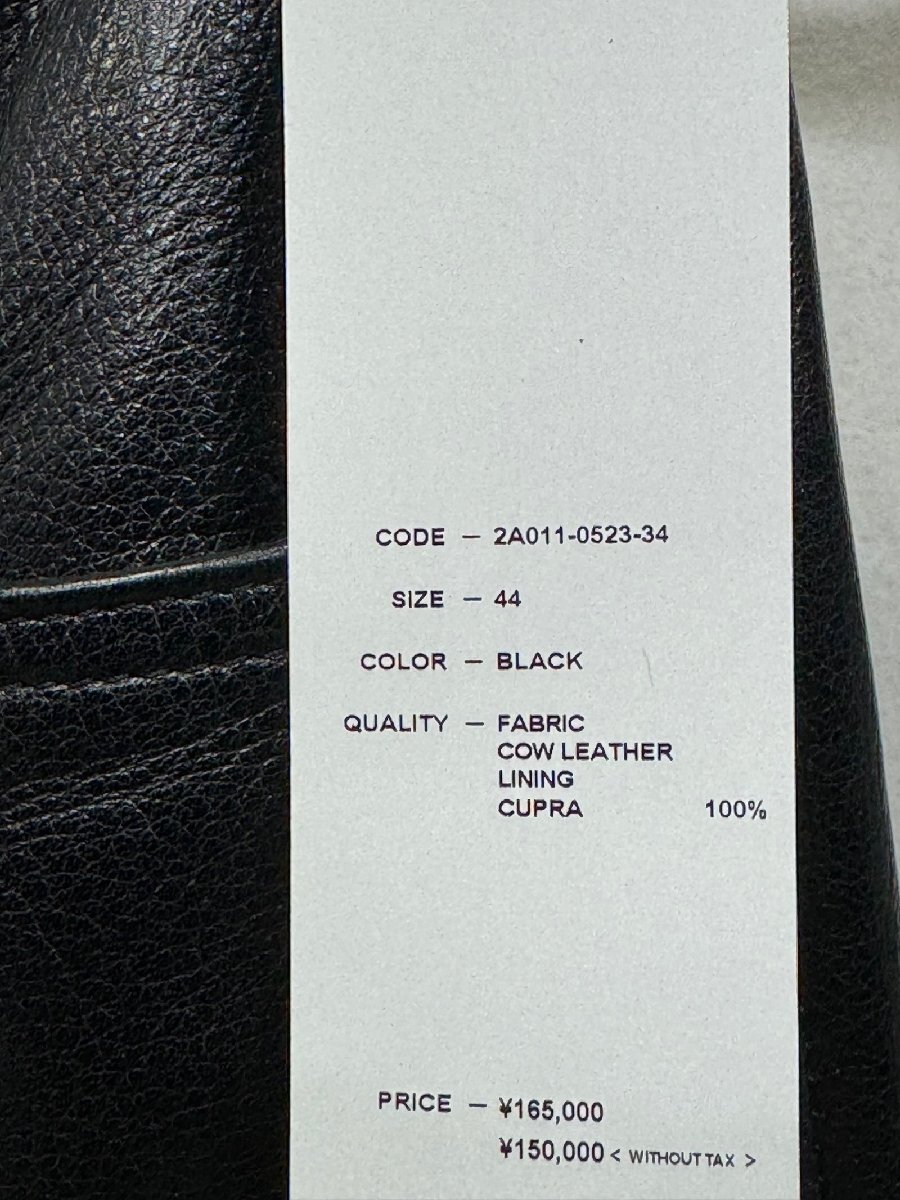 CODE — 2A011-0523-34
SIZE — 44
COLOR — BLACK
QUALITY — FABRIC
COW LEATHER
LINING
CUPRA 100%
PRICE — ¥165,000
¥150,000 < WITHOUT TAX >